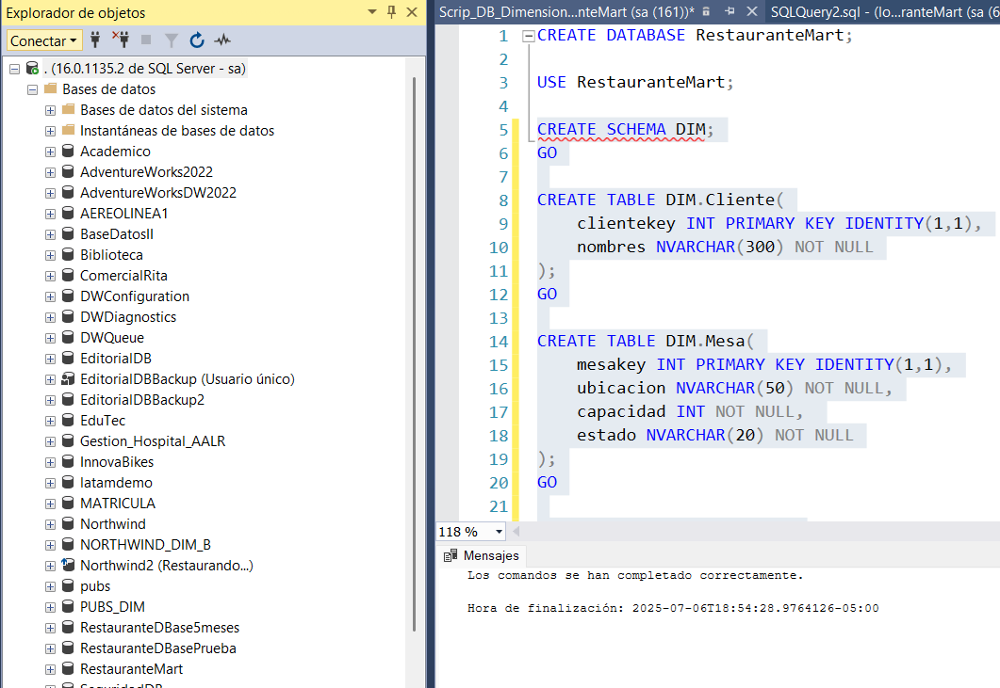 Explorador de objetos
Conectar
. (16.0.1135.2 de SQL Server - sa)
Bases de datos
Bases de datos del sistema
Instantáneas de bases de datos
Academico
AdventureWorks2022
AdventureWorksDW2022
AEREOLINEA1
BaseDatosII
Biblioteca
ComercialRita
DWConfiguration
DWDiagnostics
DWQueue
EditorialDB
EditorialDBBackup (Usuario único)
EditorialDBBackup2
EduTec
Gestion_Hospital_AALR
InnovaBikes
latamdemo
MATRICULA
Northwind
NORTHWIND_DIM_B
Northwind2 (Restaurando...)
pubs
PUBS_DIM
RestauranteDBase5meses
RestauranteDBasePrueba
RestauranteMart
SeguridadDB
Scrip_DB_Dimension...nteMart (sa (161))*
SQLQuery2.sql - (lo...ranteMart (sa (6
1 CREATE DATABASE RestauranteMart;
2
3 USE RestauranteMart;
4
5 CREATE SCHEMA DIM;
6 GO
7
8 CREATE TABLE DIM.Cliente(
9 clientekey INT PRIMARY KEY IDENTITY(1,1),
10 nombres NVARCHAR(300) NOT NULL
11 );
12 GO
13
14 CREATE TABLE DIM.Mesa(
15 mesakey INT PRIMARY KEY IDENTITY(1,1),
16 ubicacion NVARCHAR(50) NOT NULL,
17 capacidad INT NOT NULL,
18 estado NVARCHAR(20) NOT NULL
19 );
20 GO
21
118 %
Mensajes
Los comandos se han completado correctamente.
Hora de finalización: 2025-07-06T18:54:28.9764126-05:00